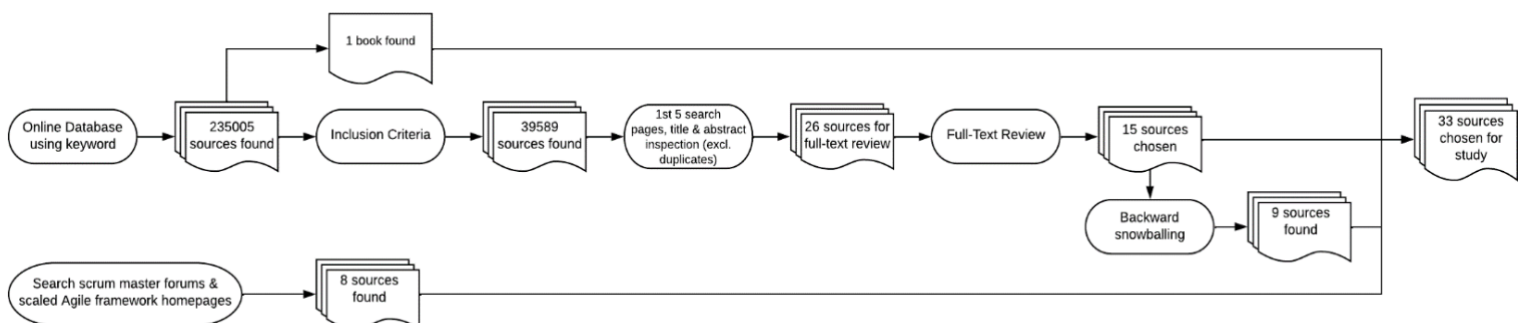 1 book found
Online Database
using keyword
235005
sources found
Inclusion Criteria
39589
sources found
1st 5 search
pages, title & abstract
inspection (excl.
duplicates)
26 sources for
full-text review
Full-Text Review
15 sources
chosen
33 sources
chosen for
study
Backward
snowballing
9 sources
found
Search scrum master forums &
scaled Agile framework homepages
8 sources
found